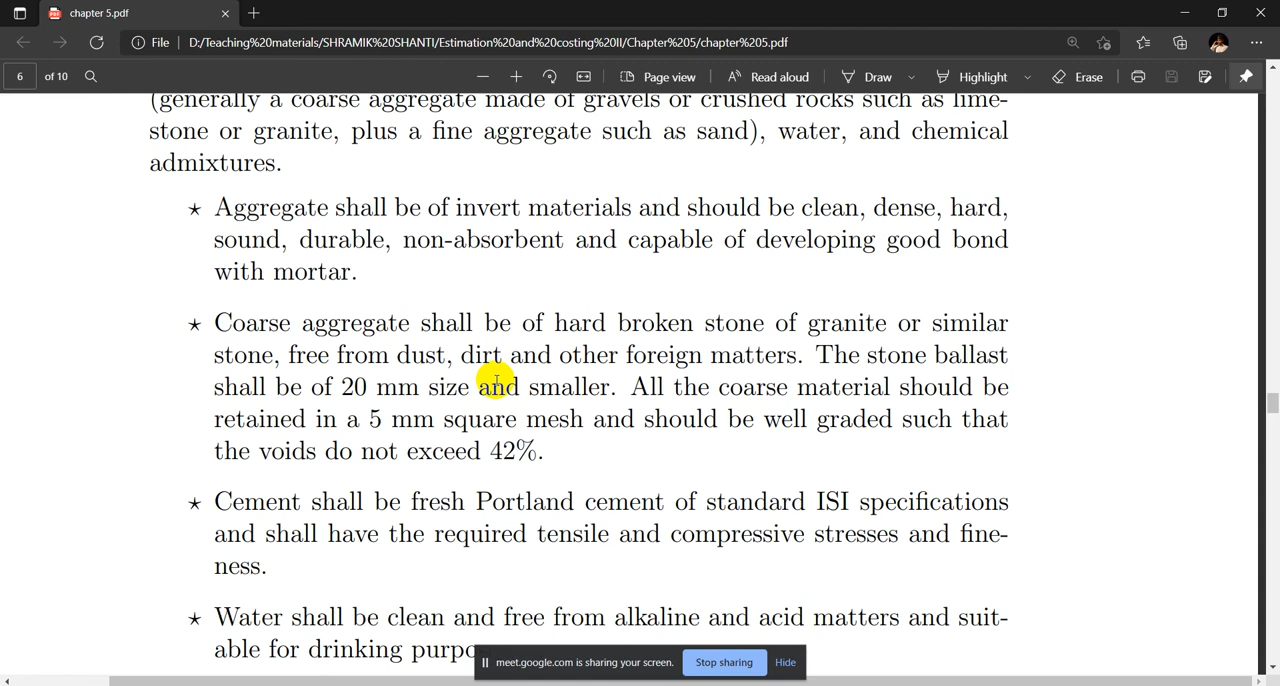 chapter 5.pdf
File
D:/Teaching%20materials/SHRAMIK%20SHANTI/Estimation%20and%20costing%20II/Chapter%205/chapter%205.pdf
6 of 10
Page view
Read aloud
Draw
Highlight
Erase
(generally a coarse aggregate made of gravels or crushed rocks such as lime-
stone or granite, plus a fine aggregate such as sand), water, and chemical
admixtures.
⋆ Aggregate shall be of invert materials and should be clean, dense, hard,
sound, durable, non-absorbent and capable of developing good bond
with mortar.
⋆ Coarse aggregate shall be of hard broken stone of granite or similar
stone, free from dust, dirt and other foreign matters. The stone ballast
shall be of 20 mm size and smaller. All the coarse material should be
retained in a 5 mm square mesh and should be well graded such that
the voids do not exceed 42%.
⋆ Cement shall be fresh Portland cement of standard ISI specifications
and shall have the required tensile and compressive stresses and fine-
ness.
⋆ Water shall be clean and free from alkaline and acid matters and suit-
able for drinking purpo
meet.google.com is sharing your screen.
Stop sharing
Hide